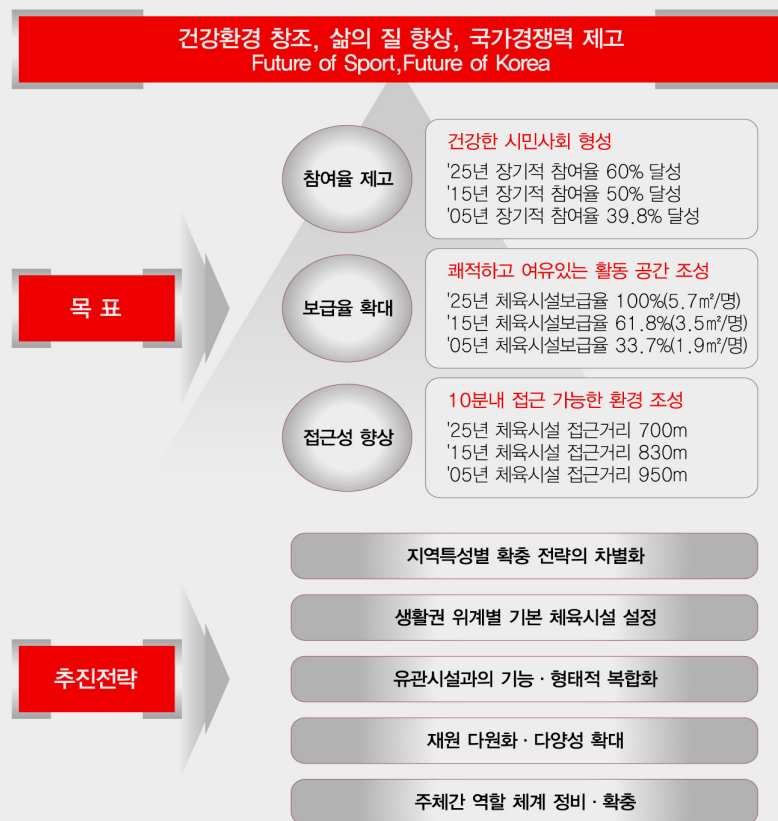 건강환경 창조, 삶의 질 향상, 국가경쟁력 제고
Future of Sport,Future of Korea
목 표
참여율 제고
건강한 시민사회 형성
'25년 장기적 참여율 60% 달성
'15년 장기적 참여율 50% 달성
'05년 장기적 참여율 39.8% 달성
보급율 확대
쾌적하고 여유있는 활동 공간 조성
'25년 체육시설보급율 100%(5.7㎡/명)
'15년 체육시설보급율 61.8%(3.5㎡/명)
'05년 체육시설보급율 33.7%(1.9㎡/명)
접근성 향상
10분내 접근 가능한 환경 조성
'25년 체육시설 접근거리 700m
'15년 체육시설 접근거리 830m
'05년 체육시설 접근거리 950m
추진전략
지역특성별 확충 전략의 차별화
생활권 위계별 기본 체육시설 설정
유관시설과의 기능 · 형태적 복합화
재원 다원화 · 다양성 확대
주체간 역할 체계 정비 · 확충